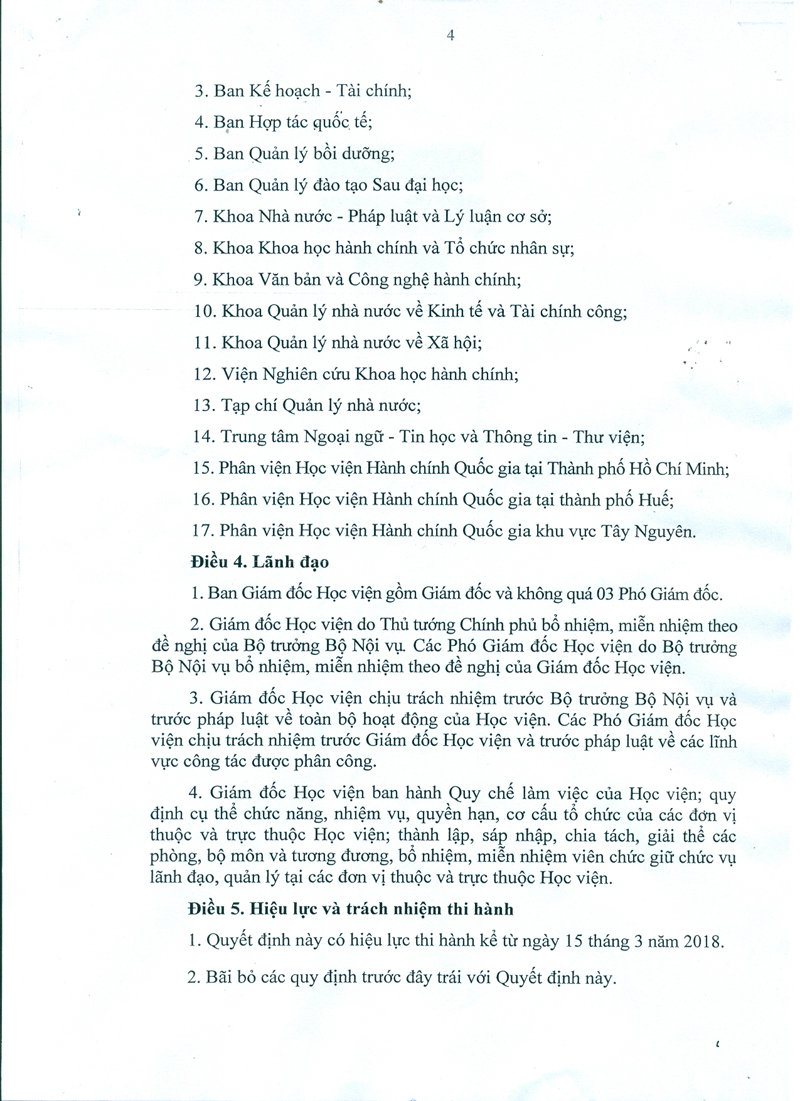 4
3. Ban Kế hoạch - Tài chính;
4. Ban Hợp tác quốc tế;
5. Ban Quản lý bồi dưỡng;
6. Ban Quản lý đào tạo Sau đại học;
7. Khoa Nhà nước - Pháp luật và Lý luận cơ sở;
8. Khoa Khoa học hành chính và Tổ chức nhân sự;
9. Khoa Văn bản và Công nghệ hành chính;
10. Khoa Quản lý nhà nước về Kinh tế và Tài chính công;
11. Khoa Quản lý nhà nước về Xã hội;
12. Viện Nghiên cứu Khoa học hành chính;
13. Tạp chí Quản lý nhà nước;
14. Trung tâm Ngoại ngữ - Tin học và Thông tin - Thư viện;
15. Phân viện Học viện Hành chính Quốc gia tại Thành phố Hồ Chí Minh;
16. Phân viện Học viện Hành chính Quốc gia tại thành phố Huế;
17. Phân viện Học viện Hành chính Quốc gia khu vực Tây Nguyên.
Điều 4. Lãnh đạo
1. Ban Giám đốc Học viện gồm Giám đốc và không quá 03 Phó Giám đốc.
2. Giám đốc Học viện do Thủ tướng Chính phủ bổ nhiệm, miễn nhiệm theo
đề nghị của Bộ trưởng Bộ Nội vụ. Các Phó Giám đốc Học viện do Bộ trưởng
Bộ Nội vụ bổ nhiệm, miễn nhiệm theo đề nghị của Giám đốc Học viện.
3. Giám đốc Học viện chịu trách nhiệm trước Bộ trưởng Bộ Nội vụ và
trước pháp luật về toàn bộ hoạt động của Học viện. Các Phó Giám đốc Học
viện chịu trách nhiệm trước Giám đốc Học viện và trước pháp luật về các lĩnh
vực công tác được phân công.
4. Giám đốc Học viện ban hành Quy chế làm việc của Học viện; quy
định cụ thể chức năng, nhiệm vụ, quyền hạn, cơ cấu tổ chức của các đơn vị
thuộc và trực thuộc Học viện; thành lập, sáp nhập, chia tách, giải thể các
phòng, bộ môn và tương đương, bổ nhiệm, miễn nhiệm viên chức giữ chức vụ
lãnh đạo, quản lý tại các đơn vị thuộc và trực thuộc Học viện.
Điều 5. Hiệu lực và trách nhiệm thi hành
1. Quyết định này có hiệu lực thi hành kể từ ngày 15 tháng 3 năm 2018.
2. Bãi bỏ các quy định trước đây trái với Quyết định này.